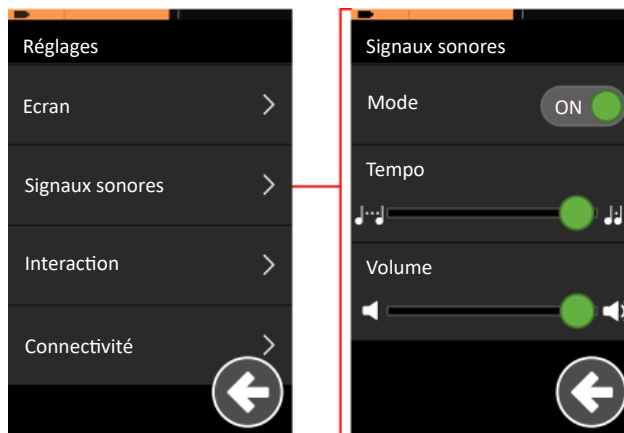 Réglages
Ecran
Signaux sonores
Interaction
Connectivité
Signaux sonores
Mode
ON
Tempo
Volume